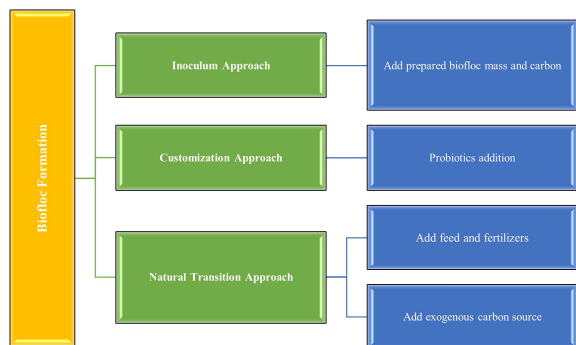 Biofloc Formation
Inoculum Approach
Add prepared biofloc mass and carbon
Customization Approach
Probiotics addition
Natural Transition Approach
Add feed and fertilizers
Add exogenous carbon source